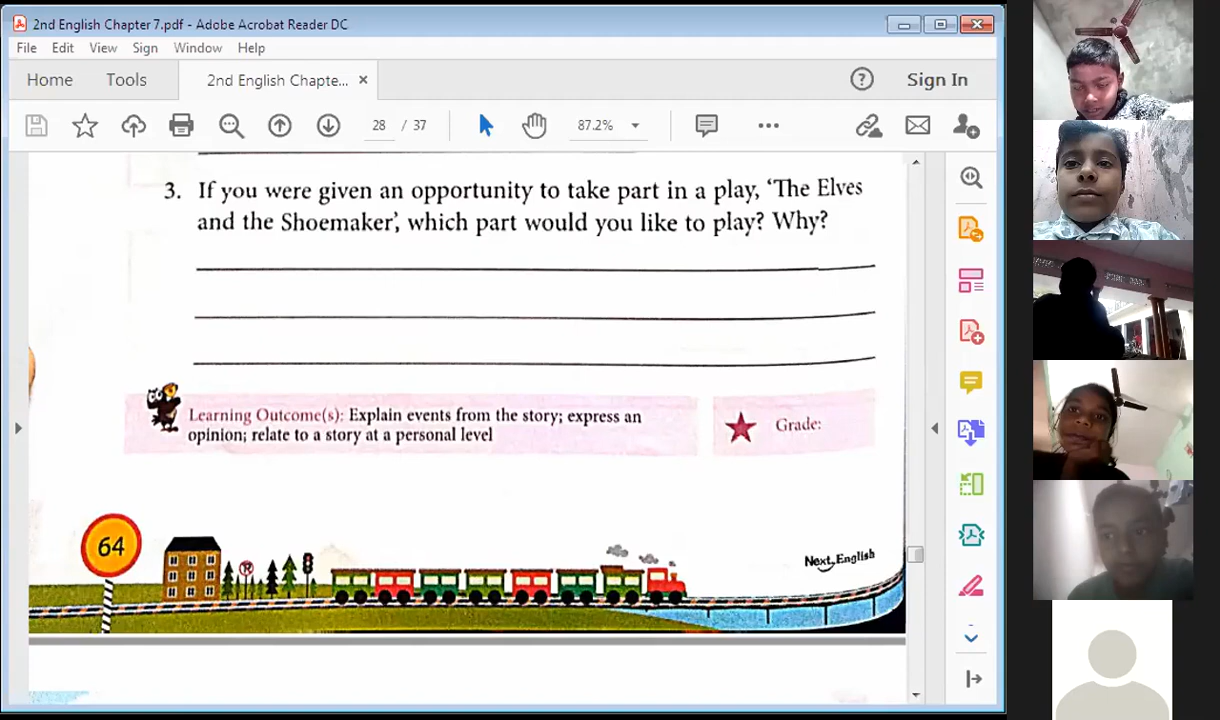 2nd English Chapter 7.pdf - Adobe Acrobat Reader DC
File Edit View Sign Window Help
Home Tools 2nd English Chapte... × ? Sign In
28 / 37 87.2%
3. If you were given an opportunity to take part in a play, ‘The Elves
and the Shoemaker’, which part would you like to play? Why?
Learning Outcome(s): Explain events from the story; express an
opinion; relate to a story at a personal level
Grade:
64
Next English